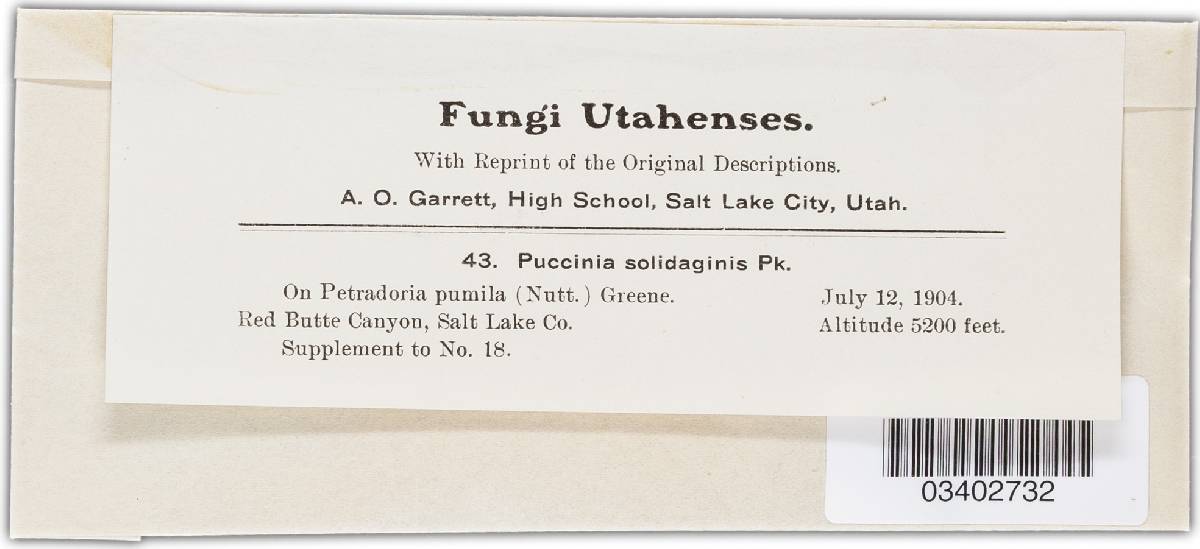 Fungi Utahenses.
With Reprint of the Original Descriptions.
A. O. Garrett, High School, Salt Lake City, Utah.
43. Puccinia solidaginis Pk.
On Petradoria pumila (Nutt.) Greene. July 12, 1904.
Red Butte Canyon, Salt Lake Co. Altitude 5200 feet.
Supplement to No. 18.
03402732